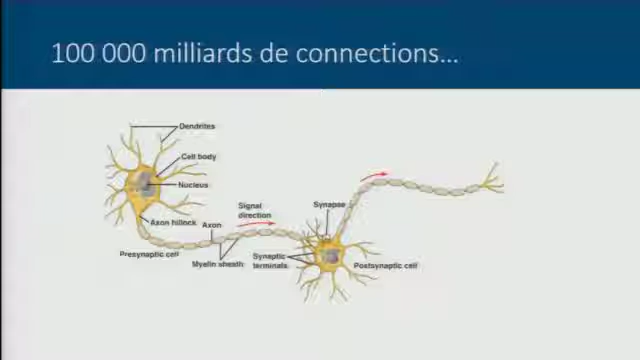 100 000 milliards de connections…
Dendrites
Cell body
Nucleus
Axon hillock
Axon
Signal
direction
Synapse
Presynaptic cell
Myelin sheath
Synaptic
terminals
Postsynaptic cell